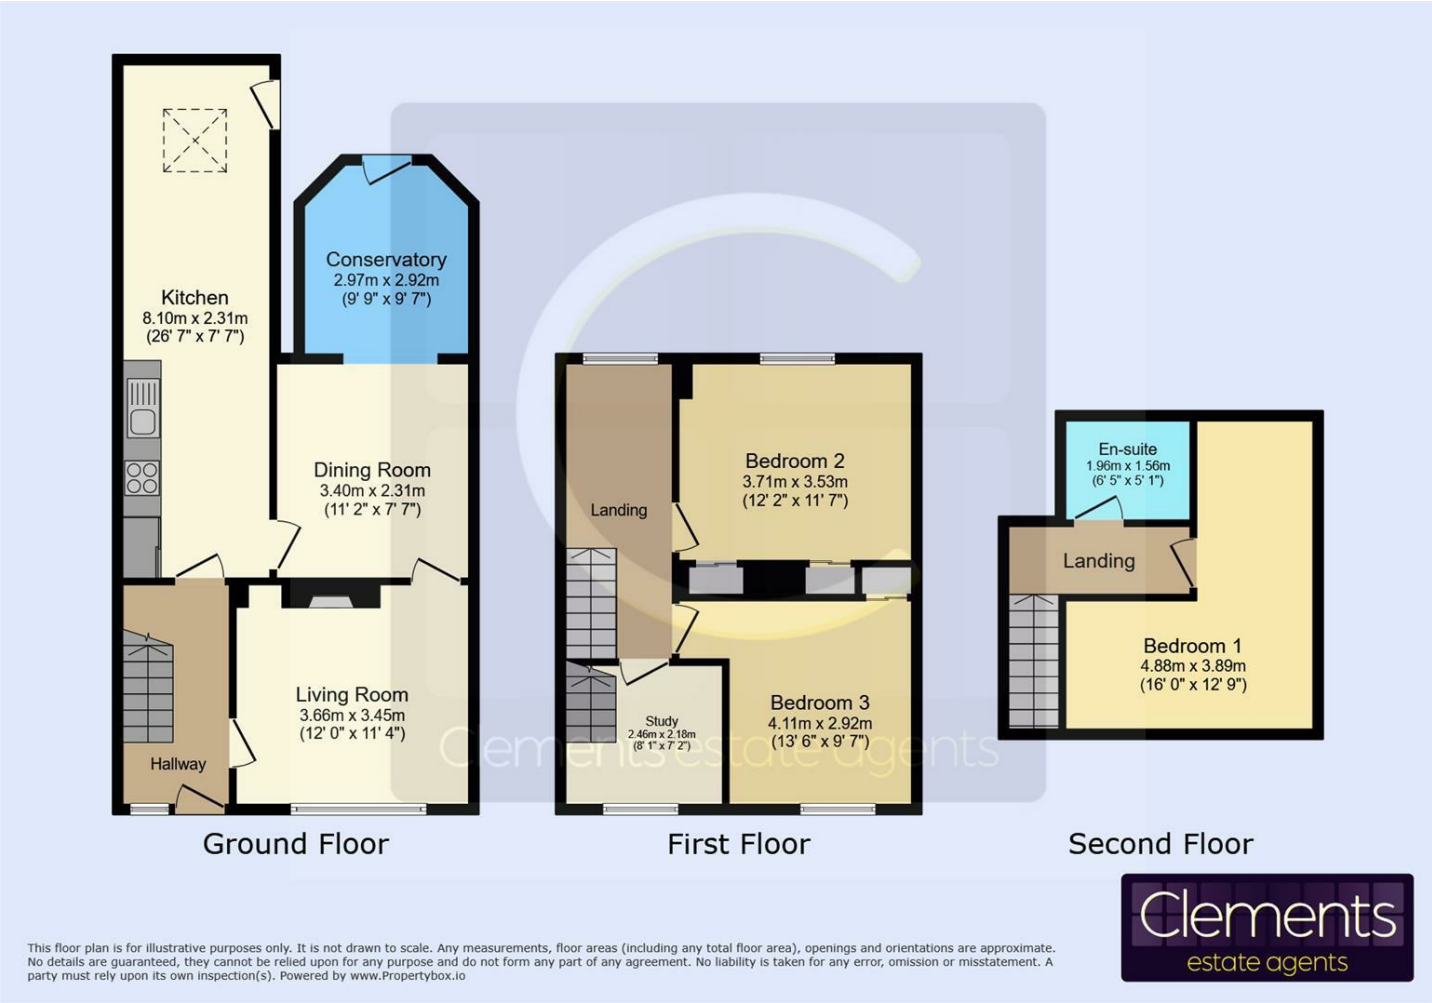 Kitchen
8.10m x 2.31m
(26' 7" x 7' 7")
Conservatory
2.97m x 2.92m
(9' 9" x 9' 7")
Dining Room
3.40m x 2.31m
(11' 2" x 7' 7")
Living Room
3.66m x 3.45m
(12' 0" x 11' 4")
Hallway
Ground Floor
Landing
Bedroom 2
3.71m x 3.53m
(12' 2" x 11' 7")
Study
2.46m x 2.18m
(8' 1" x 7' 2")
Bedroom 3
4.11m x 2.92m
(13' 6" x 9' 7")
Clements estate agents
First Floor
En-suite
1.96m x 1.56m
(6' 5" x 5' 1")
Landing
Bedroom 1
4.88m x 3.89m
(16' 0" x 12' 9")
Second Floor
Clements
estate agents
This floor plan is for illustrative purposes only. It is not drawn to scale. Any measurements, floor areas (including any total floor area), openings and orientations are approximate.
No details are guaranteed, they cannot be relied upon for any purpose and do not form any part of any agreement. No liability is taken for any error, omission or misstatement. A
party must rely upon its own inspection(s). Powered by www.Propertybox.io